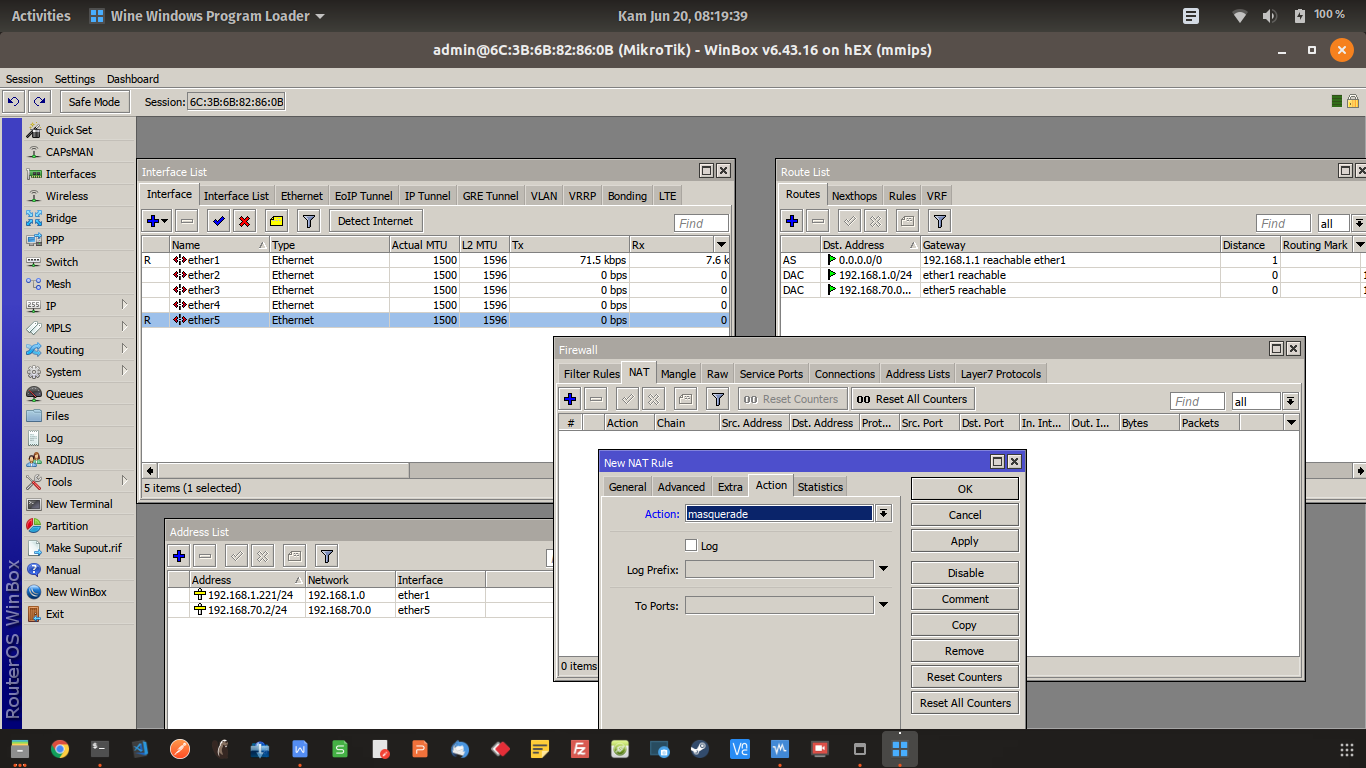 Activities Wine Windows Program Loader Kam Jun 20, 08:19:39 100 %
admin@6C:3B:6B:82:86:0B (MikroTik) - WinBox v6.43.16 on hEX (mmips)
Session Settings Dashboard
Safe Mode Session: 6C:3B:6B:82:86:0B
RouterOS WinBox
Quick Set
CAPsMAN
Interfaces
Wireless
Bridge
PPP
Switch
Mesh
IP
MPLS
Routing
System
Queues
Files
Log
RADIUS
Tools
New Terminal
Partition
Make Supout.rif
Manual
New WinBox
Exit
Interface List
Interface Interface List Ethernet EoIP Tunnel IP Tunnel GRE Tunnel VLAN VRRP Bonding LTE
Detect Internet Find
Name Type Actual MTU L2 MTU Tx Rx
R ether1 Ethernet 1500 1596 71.5 kbps 7.6 k
ether2 Ethernet 1500 1596 0 bps 0
ether3 Ethernet 1500 1596 0 bps 0
ether4 Ethernet 1500 1596 0 bps 0
R ether5 Ethernet 1500 1596 0 bps 0
5 items (1 selected)
Route List
Routes Nexthops Rules VRF
Find all
Dst. Address Gateway Distance Routing Mark
AS 0.0.0.0/0 192.168.1.1 reachable ether1 1
DAC 192.168.1.0/24 ether1 reachable 0
DAC 192.168.70.0... ether5 reachable 0
Address List
Address Network Interface
192.168.1.221/24 192.168.1.0 ether1
192.168.70.2/24 192.168.70.0 ether5
Firewall
Filter Rules NAT Mangle Raw Service Ports Connections Address Lists Layer7 Protocols
00 Reset Counters 00 Reset All Counters Find all
# Action Chain Src. Address Dst. Address Prot... Src. Port Dst. Port In. Int... Out. I... Bytes Packets
0 items
New NAT Rule
General Advanced Extra Action Statistics
Action: masquerade
Log
Log Prefix:
To Ports:
OK
Cancel
Apply
Disable
Comment
Copy
Remove
Reset Counters
Reset All Counters